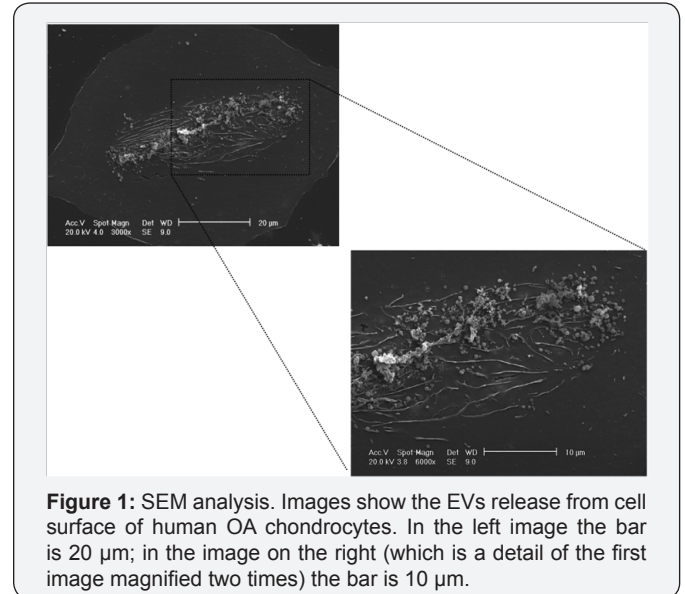 Acc.V Spot Magn Det WD 20 µm
20.0 kV 4.0 3000x SE 9.0
Acc.V Spot Magn Det WD 10 µm
20.0 kV 3.8 6000x SE 9.0
Figure 1: SEM analysis. Images show the EVs release from cell
surface of human OA chondrocytes. In the left image the bar
is 20 µm; in the image on the right (which is a detail of the first
image magnified two times) the bar is 10 µm.